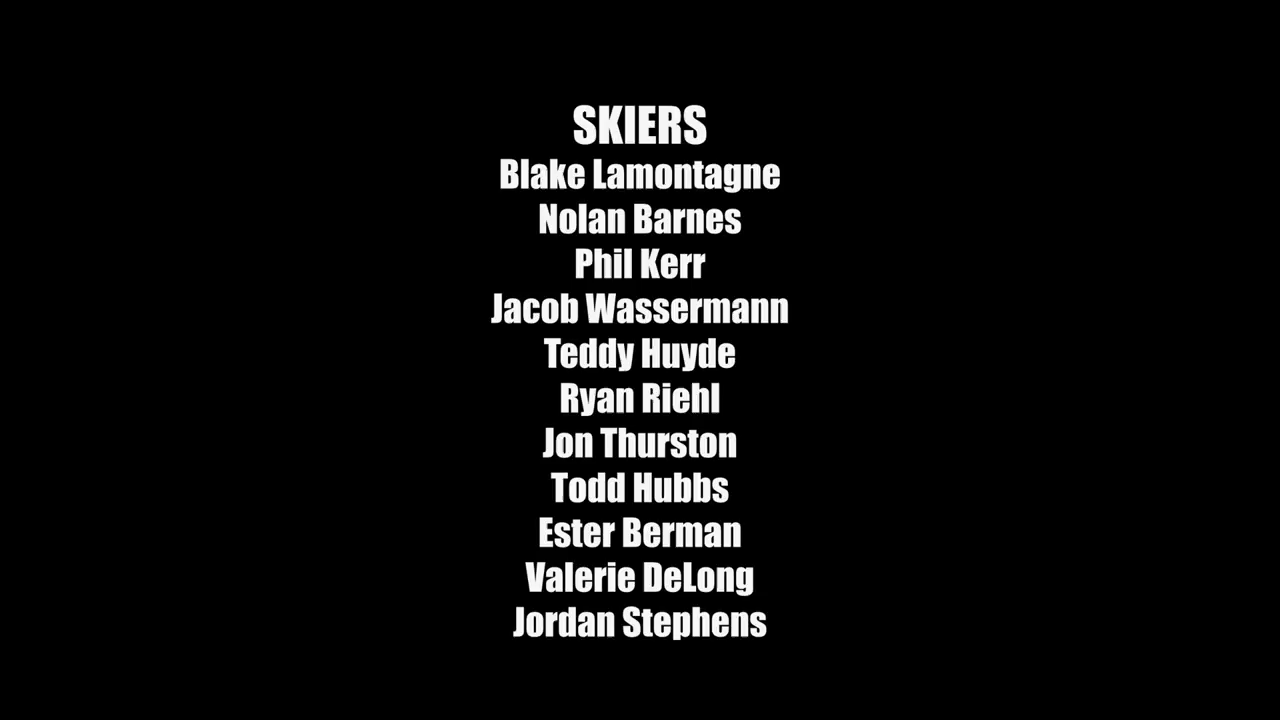 SKIERS
Blake Lamontagne
Nolan Barnes
Phil Kerr
Jacob Wassermann
Teddy Huyde
Ryan Riehl
Jon Thurston
Todd Hubbs
Ester Berman
Valerie DeLong
Jordan Stephens